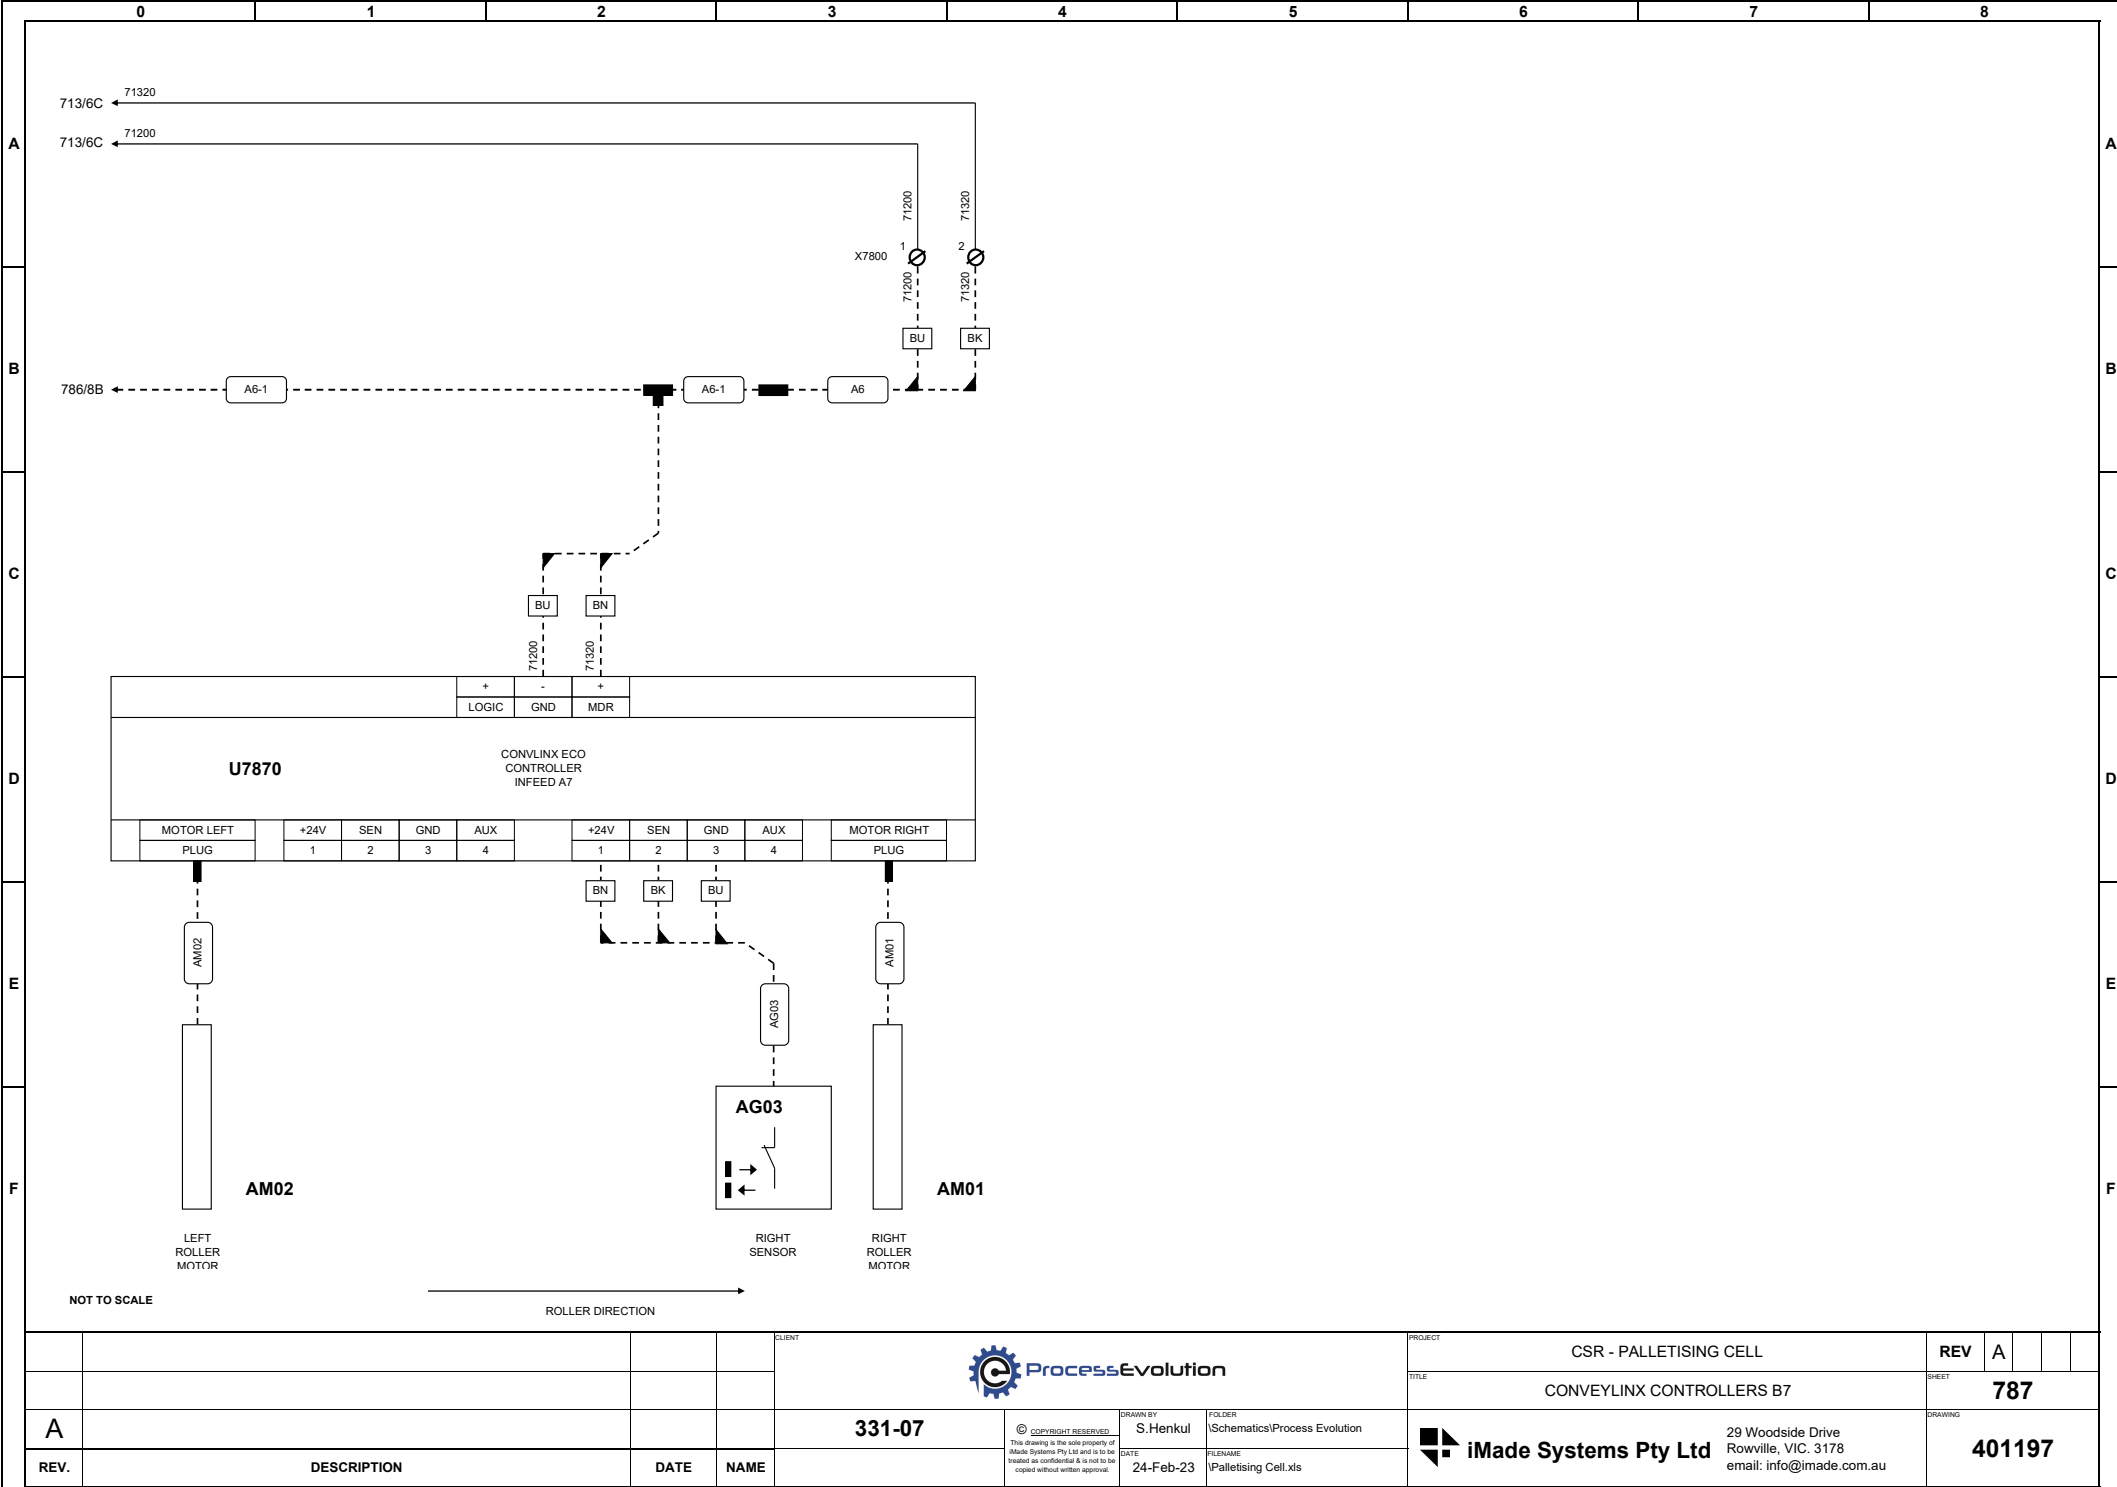 0 1 2 3 4 5 6 7 8
713/6C 71320
A A
713/6C 71200
71200 71320
X7800 1 2
71200 71320
BU BK
B B
786/8B A6-1 A6-1 A6
C C
BU BN
71200 71320
+ - +
LOGIC GND MDR
D D
U7870
CONVLINX ECO
CONTROLLER
INFEED A7
MOTOR LEFT +24V SEN GND AUX +24V SEN GND AUX MOTOR RIGHT
PLUG 1 2 3 4 1 2 3 4 PLUG
BN BK BU
AM02 AM01
E E
AG03
AG03
F F
AM02 AM01
LEFT
ROLLER
MOTOR
RIGHT
SENSOR
RIGHT
ROLLER
MOTOR
NOT TO SCALE
ROLLER DIRECTION
CLIENT
ProcessEvolution
PROJECT
CSR - PALLETISING CELL
REV A
TITLE
CONVEYLINX CONTROLLERS B7
SHEET
787
A
331-07
© COPYRIGHT RESERVED
This drawing is the sole property of
iMade Systems Pty Ltd and is to be
treated as confidential & is not to be
copied without written approval.
DRAWN BY
S.Henkul
FOLDER
\Schematics\Process Evolution
DATE
24-Feb-23
FILENAME
\Palletising Cell.xls
iMade Systems Pty Ltd
29 Woodside Drive
Rowville, VIC. 3178
email: info@imade.com.au
DRAWING
401197
REV. DESCRIPTION DATE NAME